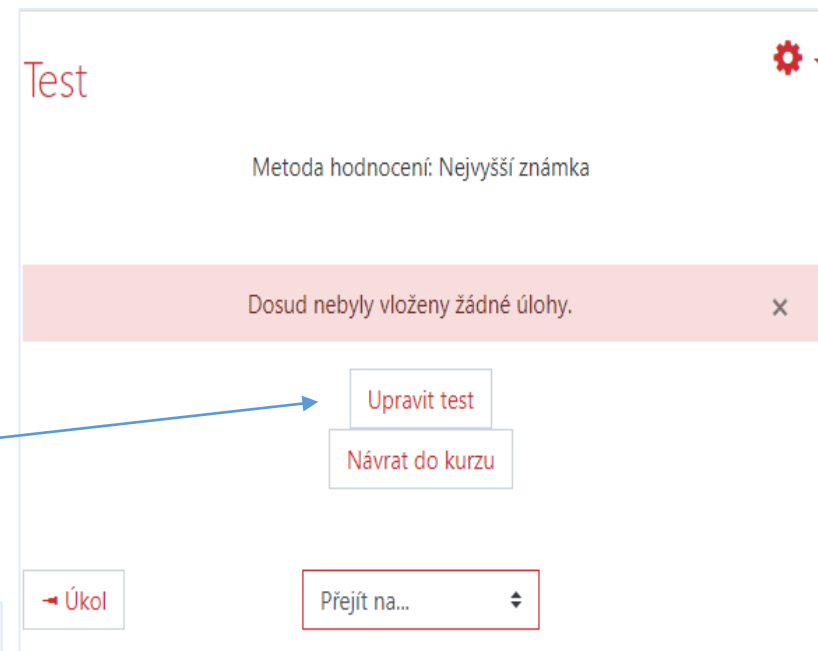 Test
Metoda hodnocení: Nejvyšší známka
Dosud nebyly vloženy žádné úlohy.
Upravit test
Návrat do kurzu
Úkol
Přejít na...